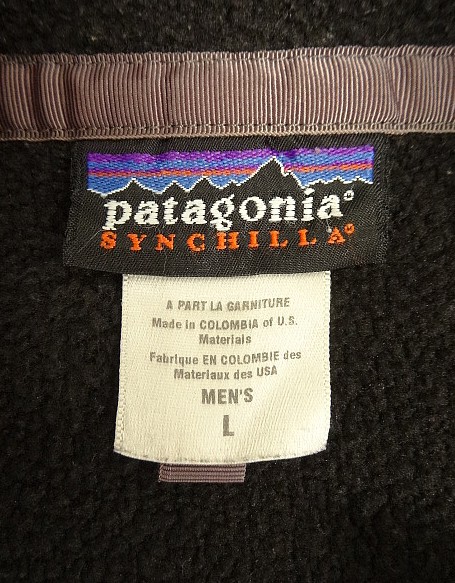 patagonia®
SYNCHILLA®
A PART LA GARNITURE
Made in COLOMBIA of U.S.
Materials
Fabrique EN COLOMBIE des
Materiaux des USA
MEN'S
L